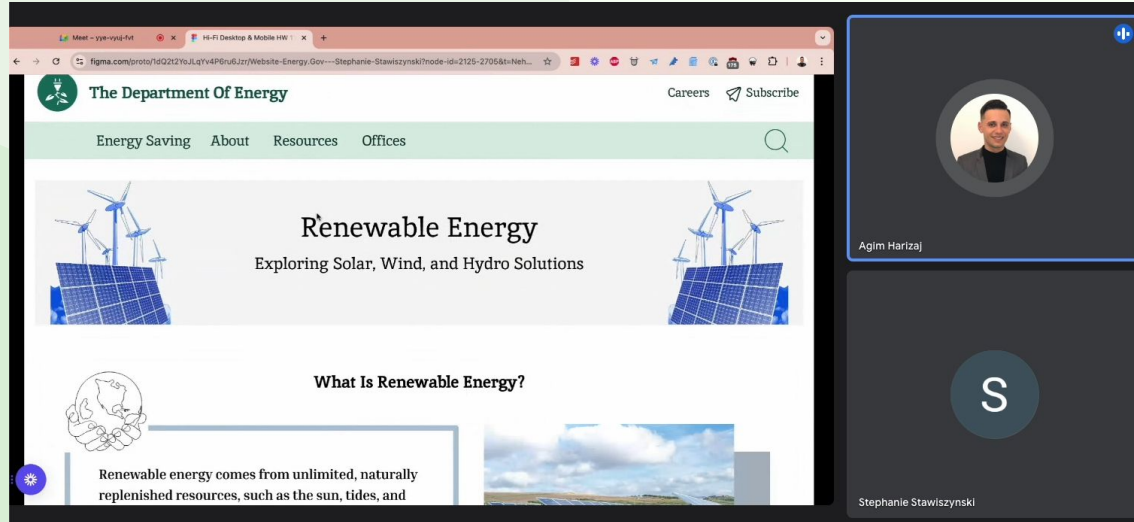 Meet – yye-vyuj-fvt
Hi-Fi Desktop & Mobile HW
figma.com/proto/1dQ2t2YoJLqYv4P6ru6Jzr/Website-Energy.Gov---Stephanie-Stawiszynski?node-id=2125-2705&t=Neh...
The Department Of Energy
Careers
Subscribe
Energy Saving About Resources Offices
Renewable Energy
Exploring Solar, Wind, and Hydro Solutions
What Is Renewable Energy?
Renewable energy comes from unlimited, naturally
replenished resources, such as the sun, tides, and
Agim Harizaj
S
Stephanie Stawiszynski